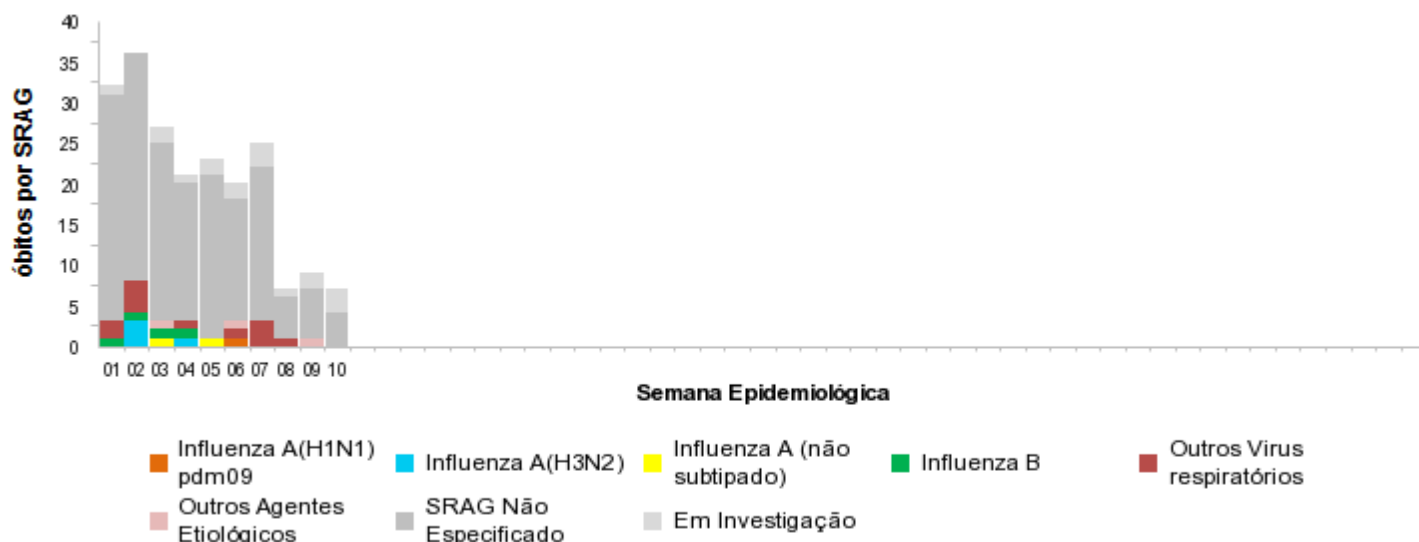 40
35
30
25
20
15
10
5
0
óbitos por SRAG
01 02 03 04 05 06 07 08 09 10
Semana Epidemiológica
Influenza A(H1N1)
pdm09
Influenza A(H3N2)
Influenza A (não
subtipado)
Influenza B
Outros Virus
respiratórios
Outros Agentes
Etiológicos
SRAG Não
Especificado
Em Investigação